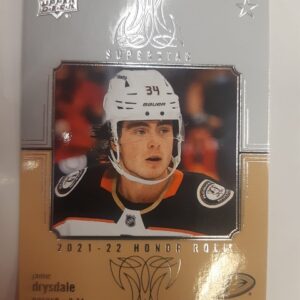 UPPER DECK
SUPERSTAR
34
BAUER
2021-22 HONOR ROLL
jamie
drysdale